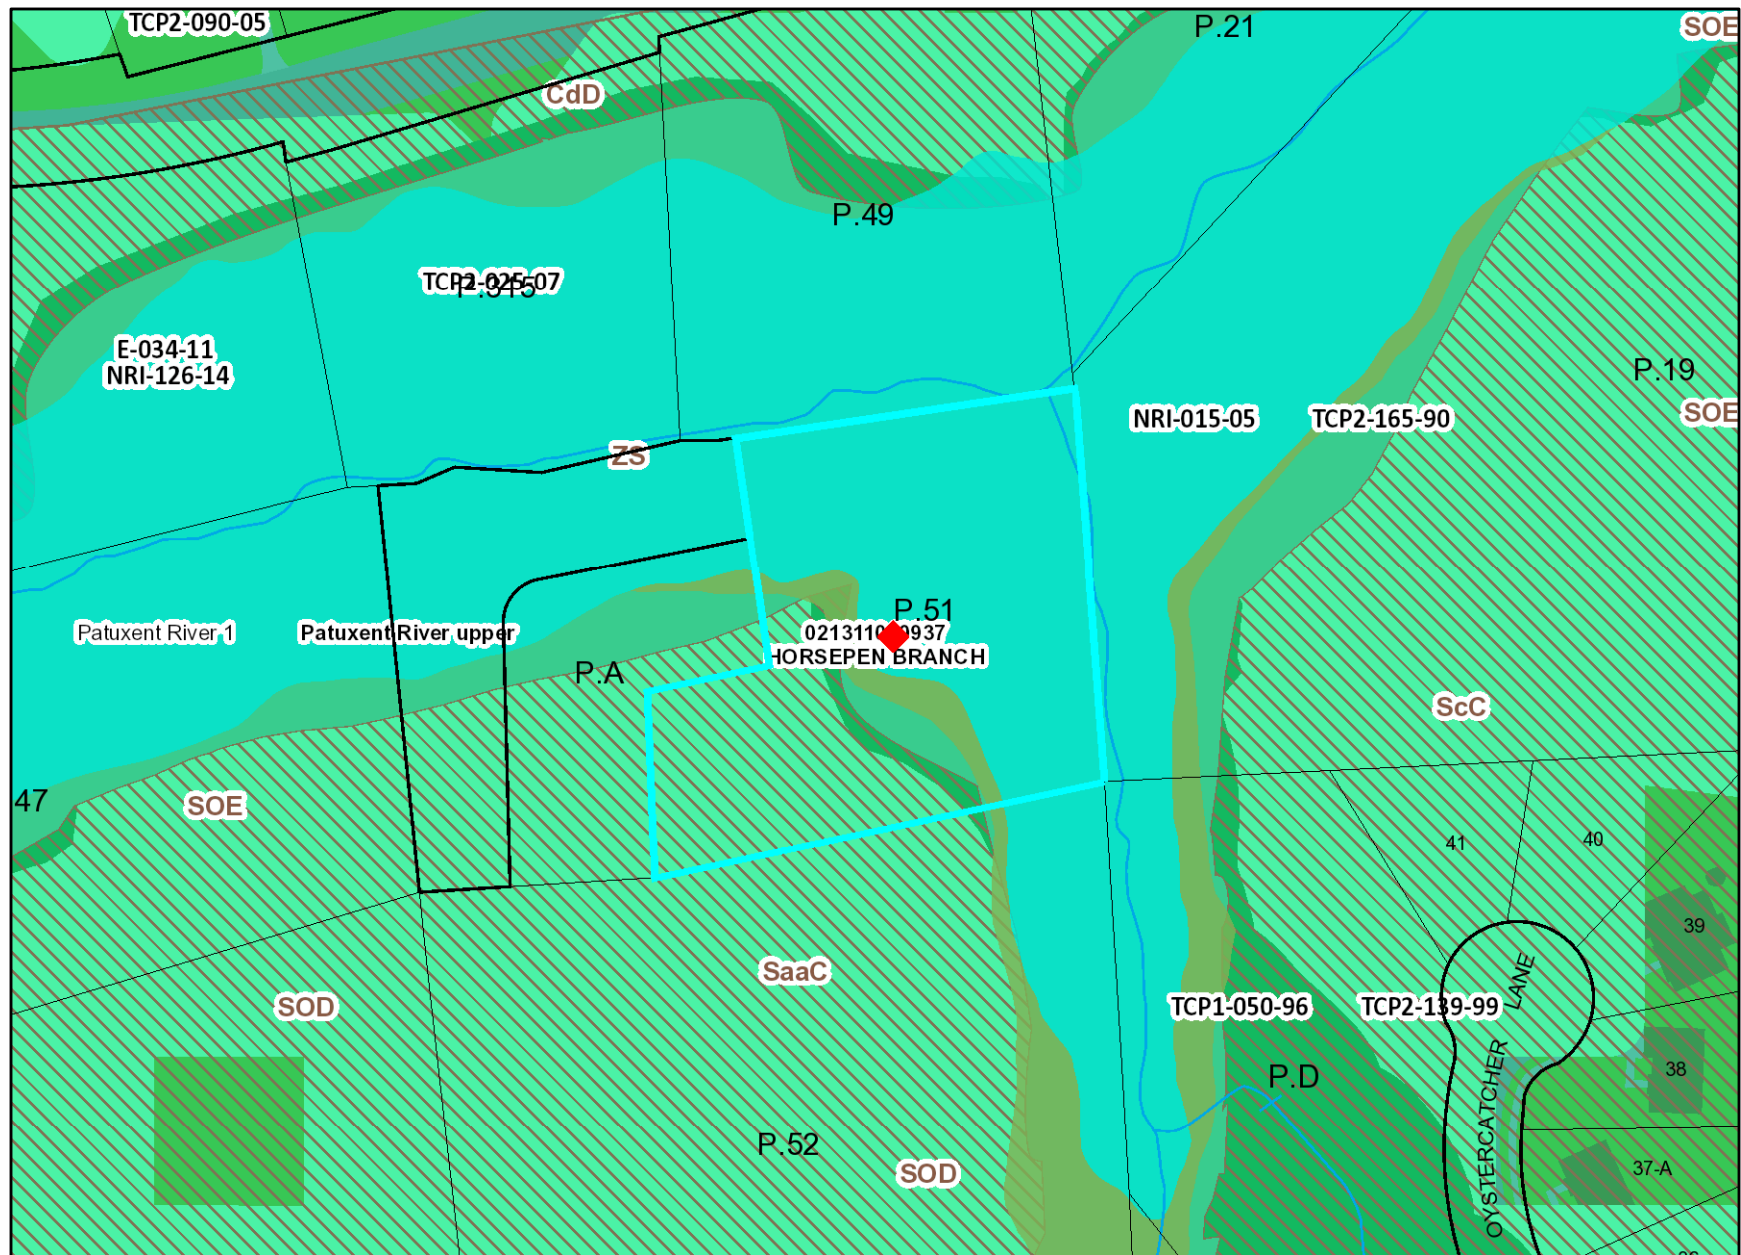 TCP2-090-05
P.21
SOE
CdD
P.49
TCP2-025-07
P.315
E-034-11
NRI-126-14
P.19
SOE
NRI-015-05
TCP2-165-90
ZS
P.51
Patuxent River 1
Patuxent River upper
HORSEPEN BRANCH
P.A
ScC
47
SOE
41
40
39
SaaC
SOD
TCP1-050-96
TCP2-139-99
OYSTERCATCHER LANE
38
P.D
P.52
SOD
37-A